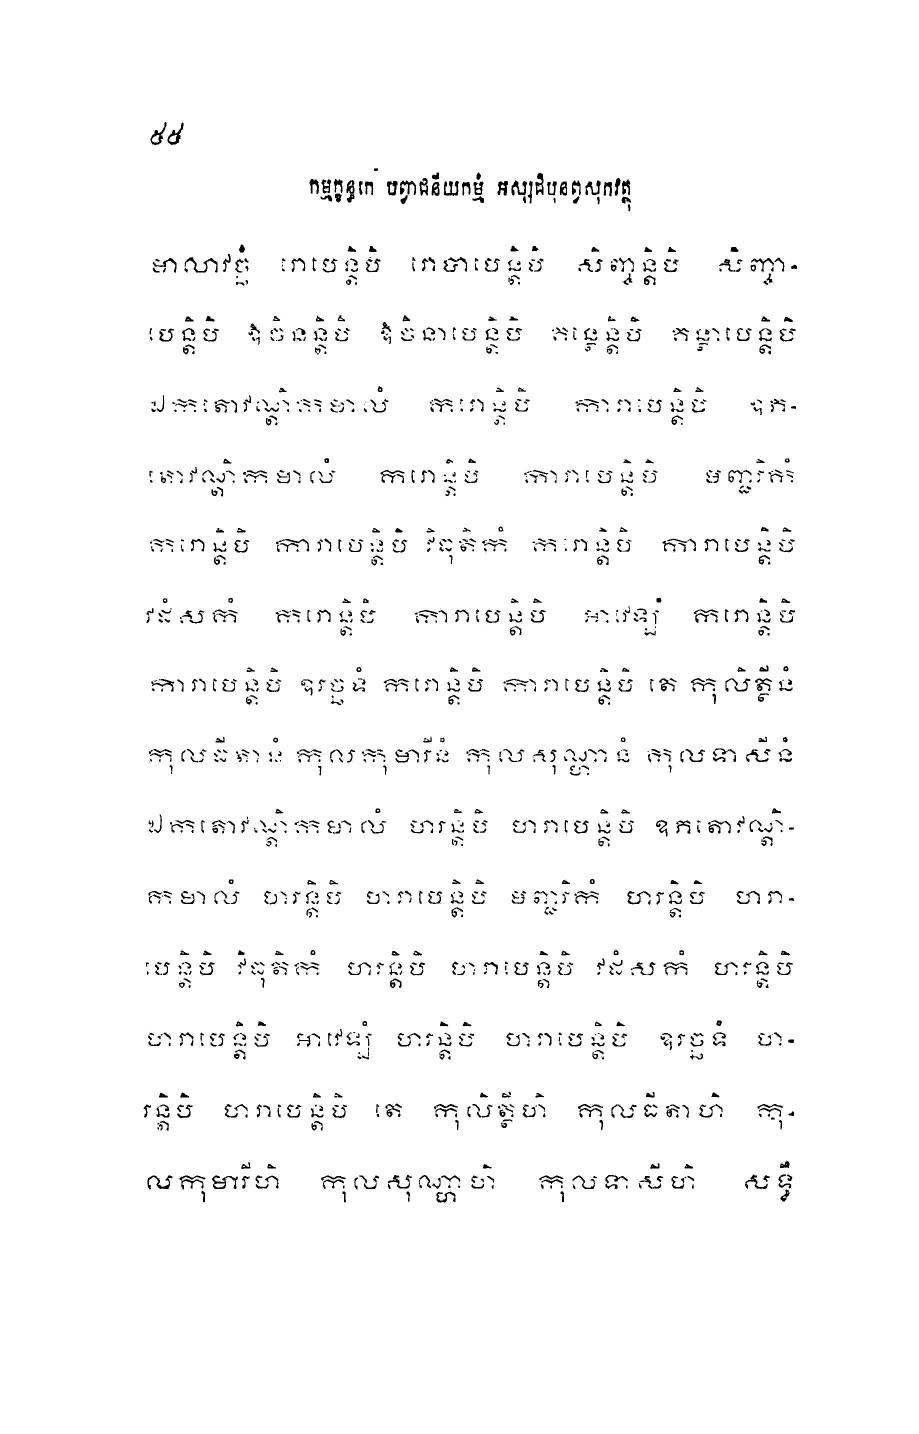 ៥៥
កម្មក្ខន្ធកេ បព្វាជនីយកម្មំ អស្សជិបុនព្វសុកវត្ថុ
មាលាវច្ឆំ រោបេន្តិបិ រោបាបេន្តិបិ សិញ្ចន្តិបិ សិញ្ចា-
បេន្តិបិ ឱចិនន្តិបិ ឱចិនាបេន្តិបិ គន្ថេន្តិបិ គន្ថាបេន្តិបិ
ឯកតោវណ្ដិកមាលំ ករោន្តិបិ ការាបេន្តិបិ ឧភ-
តោវណ្ដិកមាលំ ករោន្តិបិ ការាបេន្តិបិ មញ្ជរិកំ
ករោន្តិបិ ការាបេន្តិបិ វិធុតិកំ ករោន្តិបិ ការាបេន្តិបិ
វដំសកំ ករោន្តិបិ ការាបេន្តិបិ អាវេឡំ ករោន្តិបិ
ការាបេន្តិបិ ឧរច្ឆទំ ករោន្តិបិ ការាបេន្តិបិ តេ កុលិត្ថីនំ
កុលធីតានំ កុលកុមារីនំ កុលសុណ្ហានំ កុលទាសីនំ
ឯកតោវណ្ដិកមាលំ ហរន្តិបិ ហរាបេន្តិបិ ឧភតោវណ្ដិ-
កមាលំ ហរន្តិបិ ហរាបេន្តិបិ មញ្ជរិកំ ហរន្តិបិ ហរា-
បេន្តិបិ វិធុតិកំ ហរន្តិបិ ហរាបេន្តិបិ វដំសកំ ហរន្តិបិ
ហរាបេន្តិបិ អាវេឡំ ហរន្តិបិ ហរាបេន្តិបិ ឧរច្ឆទំ ហ-
រន្តិបិ ហរាបេន្តិបិ តេ កុលិត្ថីហិ កុលធីតាហិ កុ-
លកុមារីហិ កុលសុណ្ហាហិ កុលទាសីហិ សទ្ធឹ